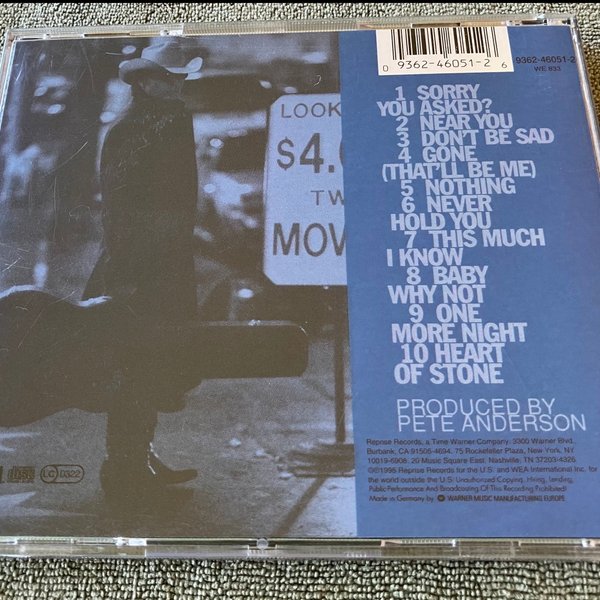 LOOK
$4.
TW
MOV
0 9362-46051-2 6
9362-46051-2
WE 833
1 SORRY
YOU ASKED?
2 NEAR YOU
3 DON'T BE SAD
4 GONE
(THAT'LL BE ME)
5 NOTHING
6 NEVER
HOLD YOU
7 THIS MUCH
I KNOW
8 BABY
WHY NOT
9 ONE
MORE NIGHT
10 HEART
OF STONE
PRODUCED BY
PETE ANDERSON
Reprise Records, a Time Warner Company: 3300 Warner Blvd.,
Burbank, CA 91505-4694. 75 Rockefeller Plaza, New York, NY
10019-6908. 20 Music Square East, Nashville, TN 37203-4326.
℗©1995 Reprise Records for the U.S. and WEA International Inc. for
the world outside the U.S. Unauthorized Copying, Hiring, Lending,
Public Performance And Broadcasting Of This Recording Prohibited!
Made in Germany by WARNER MUSIC MANUFACTURING EUROPE
disc
LC 0322